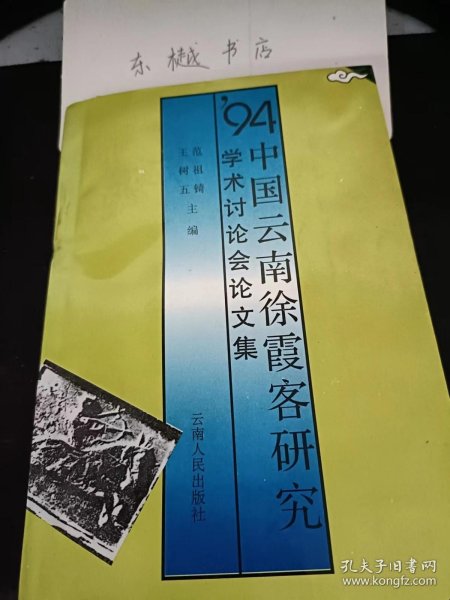 东樾书店
'94中国云南徐霞客研究
学术讨论会论文集
范祖锜
王树五 主编
云南人民出版社
孔夫子旧书网
www.kongfz.com